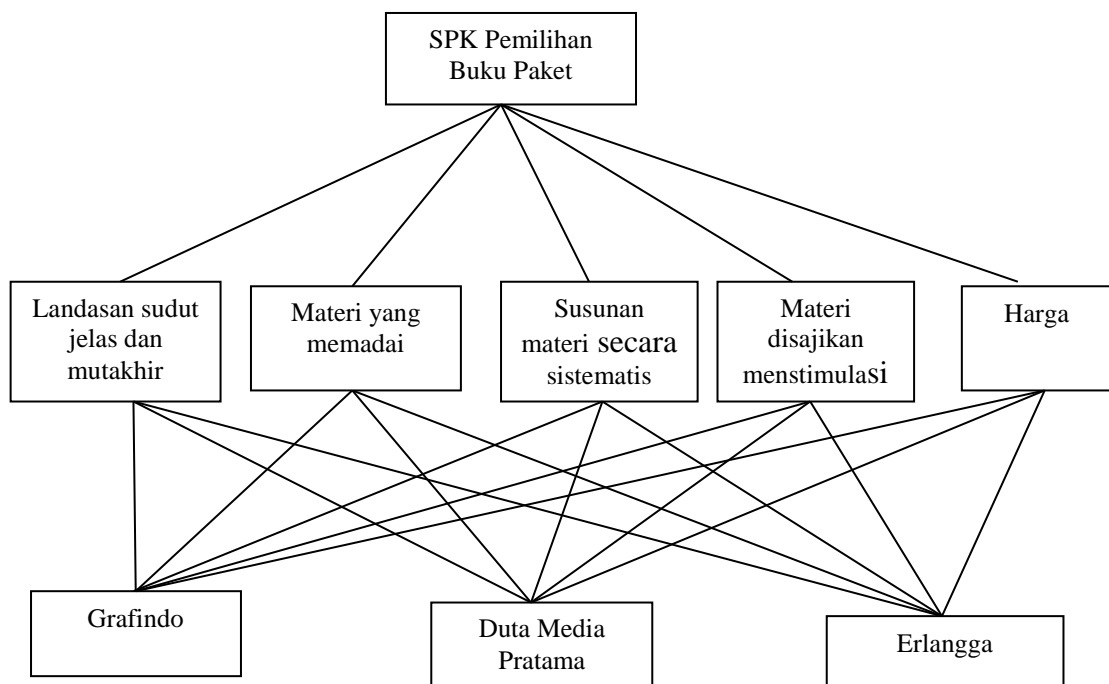 SPK Pemilihan
Buku Paket
Landasan sudut
jelas dan
mutakhir
Materi yang
memadai
Susunan
materi secara
sistematis
Materi
disajikan
menstimulasi
Harga
Grafindo
Duta Media
Pratama
Erlangga